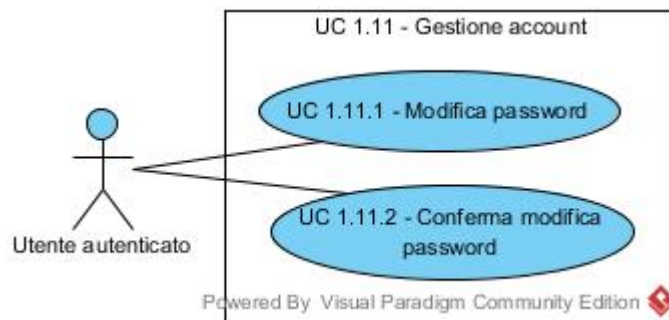 UC 1.11 - Gestione account
UC 1.11.1 - Modifica password
Utente autenticato
UC 1.11.2 - Conferma modifica
password
Powered By Visual Paradigm Community Edition